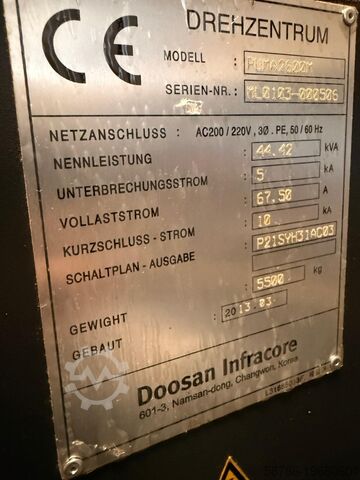 CE DREHZENTRUM
MODELL : PUMA2600M
SERIEN-NR.: ML0103-000506
NETZANSCHLUSS : AC200 / 220V, 3Ø. PE, 50 / 60 Hz
NENNLEISTUNG 44.42 kVA
UNTERBRECHUNGSSTROM 5 kA
VOLLASTSTROM 67.50 A
KURZSCHLUSS - STROM 10 kA
SCHALTPLAN - AUSGABE P21SYH31AC03
GEWIGHT 5500 kg
GEBAUT 2013.03
Doosan Infracore
601-3, Namsan-dong, Changwon, Korea